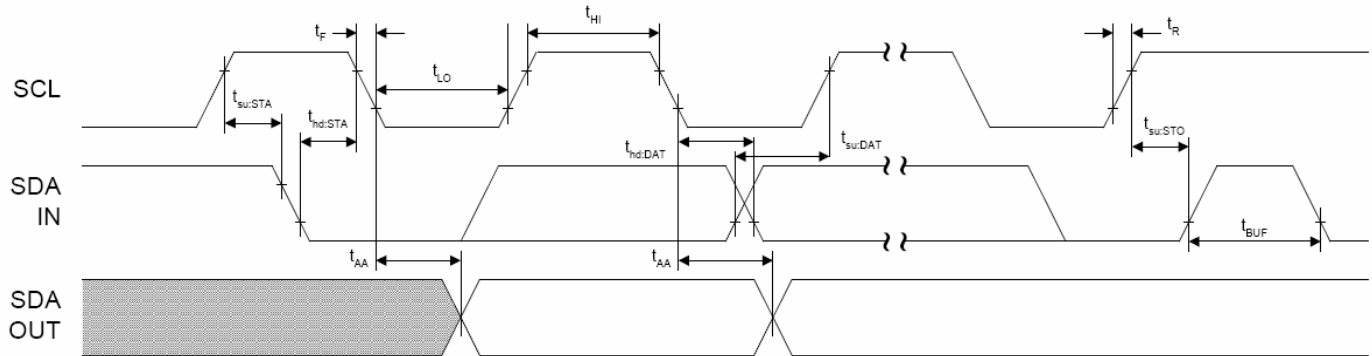 t_HI
t_F
t_R
t_LO
SCL
t_su:STA
t_hd:STA
t_hd:DAT
t_su:DAT
t_su:STO
SDA
IN
t_BUF
t_AA
t_AA
SDA
OUT